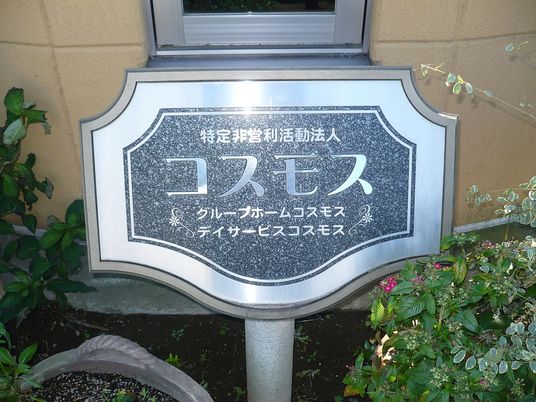 特定非営利活動法人
コスモス
グループホームコスモス
デイサービスコスモス